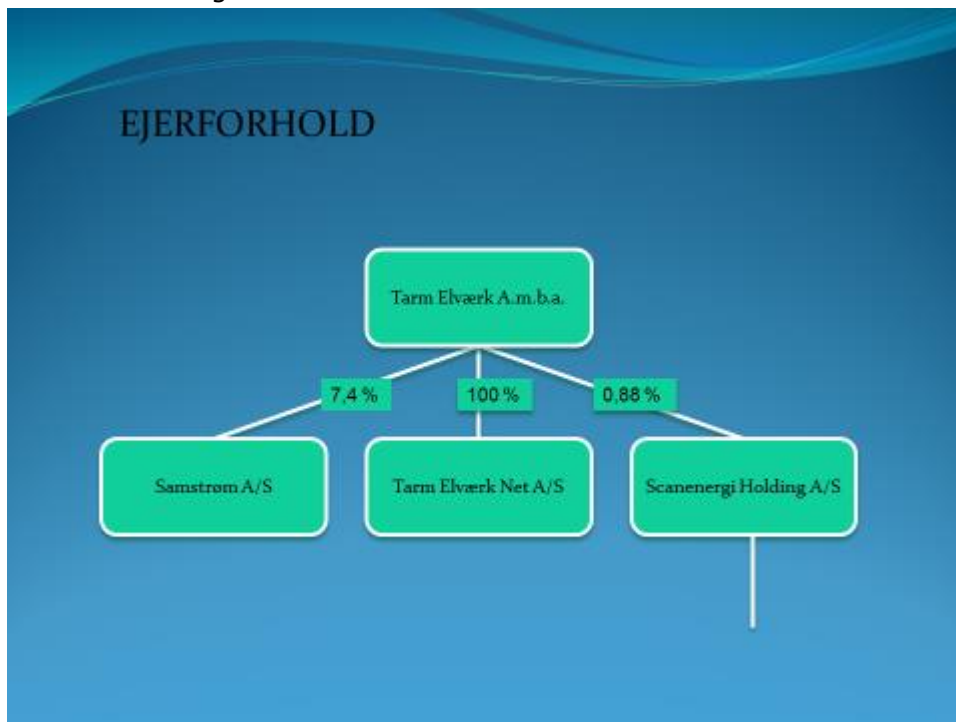 EJERFORHOLD
Tarm Elværk A.m.b.a.
7,4 %
100 %
0,88 %
Samstrøm A/S
Tarm Elværk Net A/S
Scanenergi Holding A/S